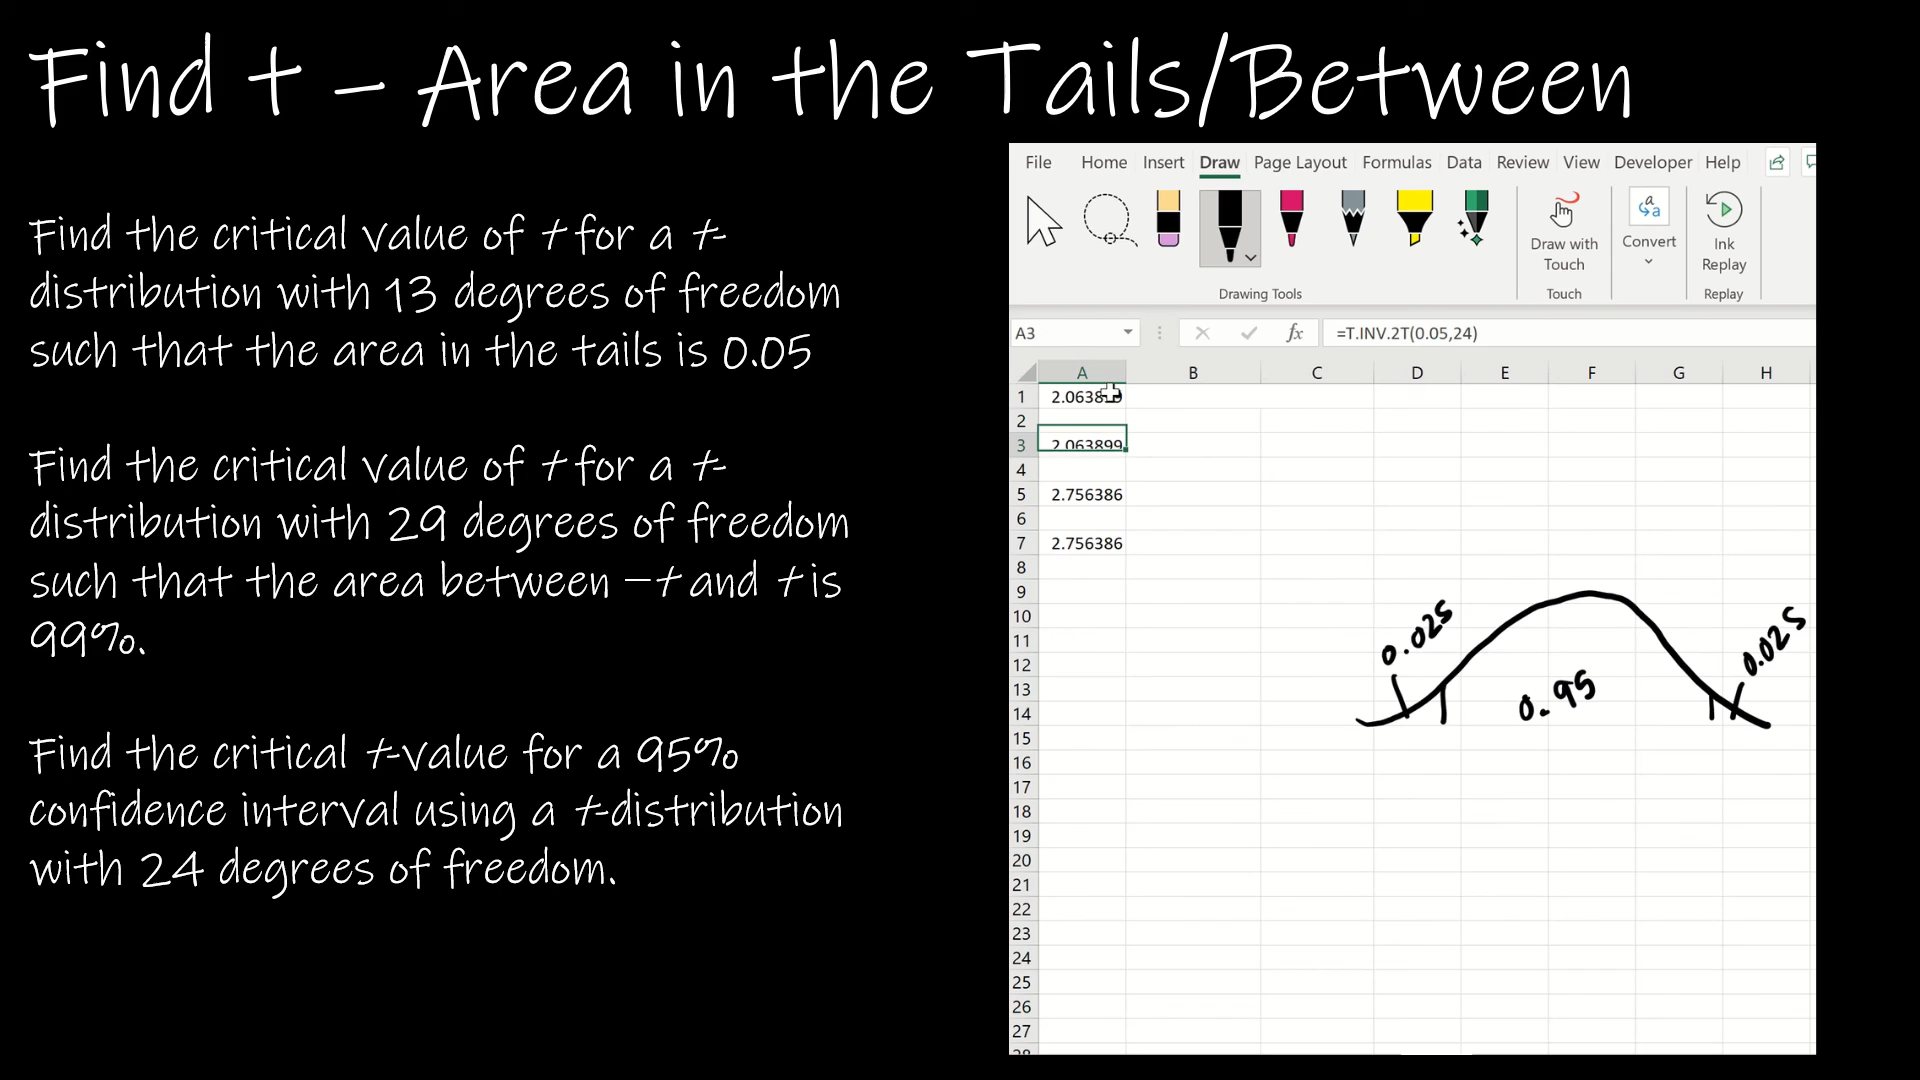 Find t – Area in the Tails/Between
Find the critical value of t for a t-
distribution with 13 degrees of freedom
such that the area in the tails is 0.05
Find the critical value of t for a t-
distribution with 29 degrees of freedom
such that the area between –t and t is
99%.
Find the critical t-value for a 95%
confidence interval using a t-distribution
with 24 degrees of freedom.
File Home Insert Draw Page Layout Formulas Data Review View Developer Help
Draw with
Touch
Convert
Ink
Replay
Drawing Tools Touch Replay
A3 fx =T.INV.2T(0.05,24)
A B C D E F G H
1
2
3 2.063899
4
5 2.756386
6
7 2.756386
8
9
10
11
12
13
14
15
16
17
18
19
20
21
22
23
24
25
26
27
0.025
0.95
0.025